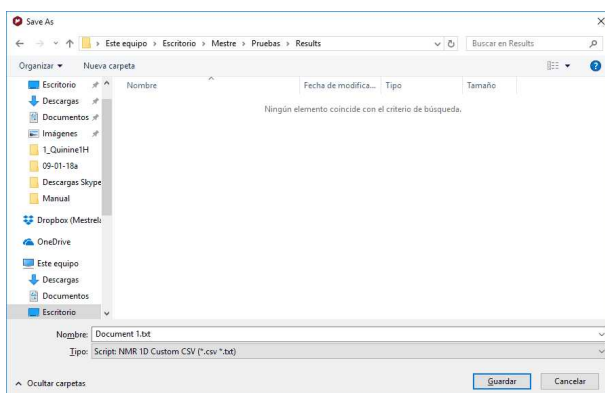 Save As
Este equipo > Escritorio > Mestre > Pruebas > Results
Buscar en Results
Organizar Nueva carpeta
Nombre Fecha de modifica... Tipo Tamaño
Ningún elemento coincide con el criterio de búsqueda.
Escritorio
Descargas
Documentos
Imágenes
1_Quinine1H
09-01-18a
Descargas Skype
Manual
Dropbox (Mestrela
OneDrive
Este equipo
Descargas
Documentos
Escritorio
Nombre: Document 1.txt
Tipo: Script: NMR 1D Custom CSV (*.csv *.txt)
Ocultar carpetas
Guardar Cancelar